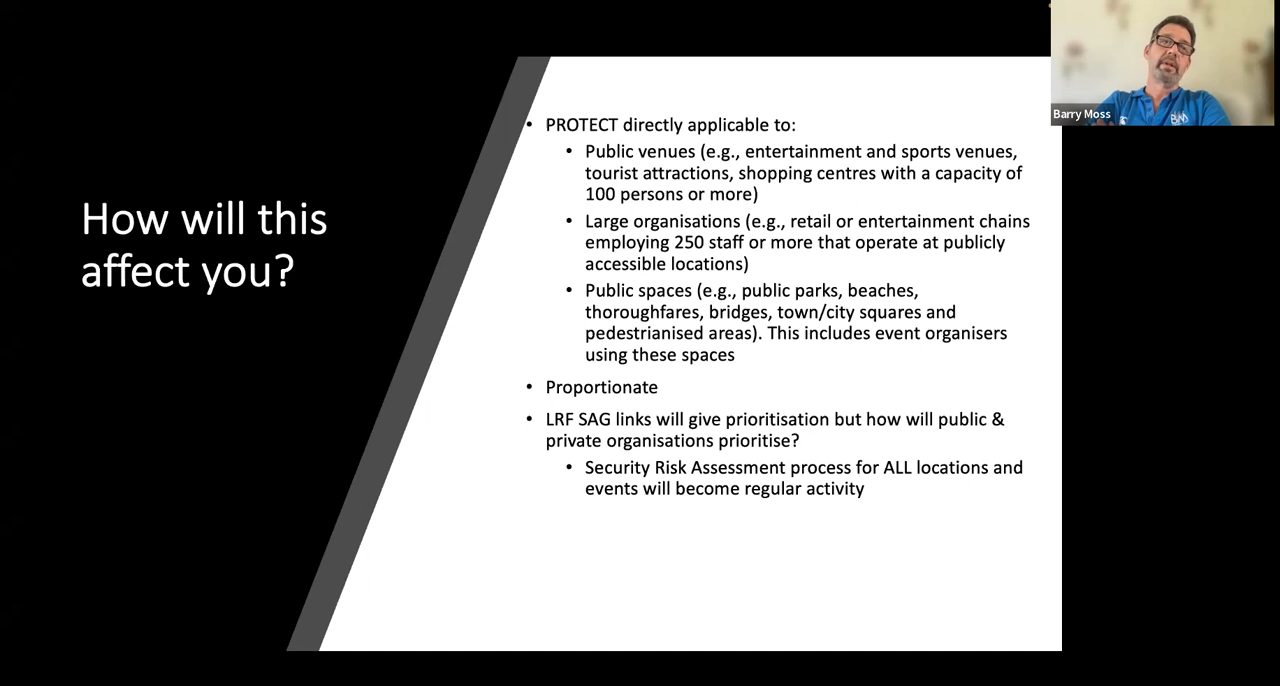 How will this
affect you?
• PROTECT directly applicable to:
• Public venues (e.g., entertainment and sports venues,
tourist attractions, shopping centres with a capacity of
100 persons or more)
• Large organisations (e.g., retail or entertainment chains
employing 250 staff or more that operate at publicly
accessible locations)
• Public spaces (e.g., public parks, beaches,
thoroughfares, bridges, town/city squares and
pedestrianised areas). This includes event organisers
using these spaces
• Proportionate
• LRF SAG links will give prioritisation but how will public &
private organisations prioritise?
• Security Risk Assessment process for ALL locations and
events will become regular activity
Barry Moss